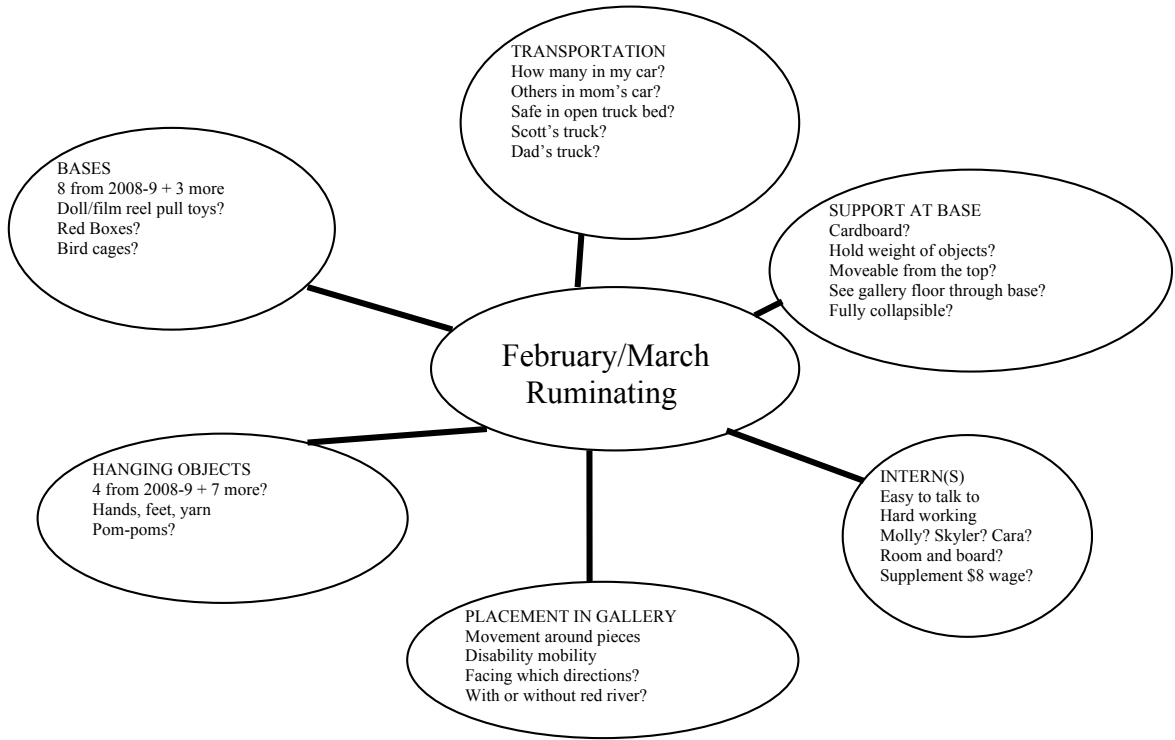 TRANSPORTATION
How many in my car?
Others in mom’s car?
Safe in open truck bed?
Scott’s truck?
Dad’s truck?
BASES
8 from 2008-9 + 3 more
Doll/film reel pull toys?
Red Boxes?
Bird cages?
SUPPORT AT BASE
Cardboard?
Hold weight of objects?
Moveable from the top?
See gallery floor through base?
Fully collapsible?
February/March
Ruminating
HANGING OBJECTS
4 from 2008-9 + 7 more?
Hands, feet, yarn
Pom-poms?
INTERN(S)
Easy to talk to
Hard working
Molly? Skyler? Cara?
Room and board?
Supplement $8 wage?
PLACEMENT IN GALLERY
Movement around pieces
Disability mobility
Facing which directions?
With or without red river?